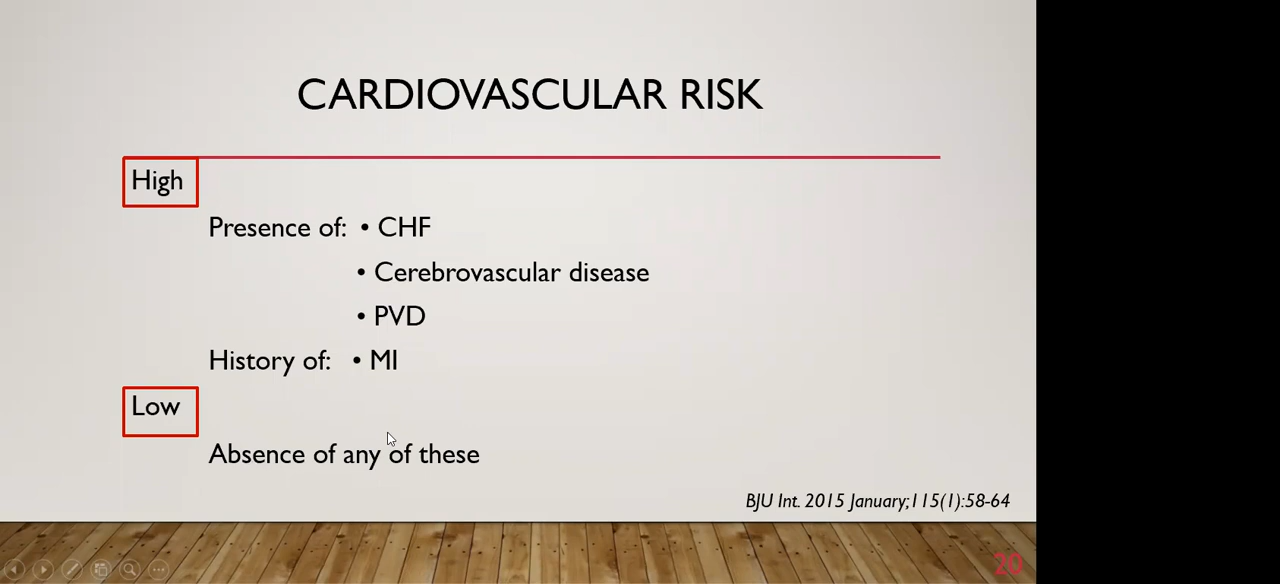 CARDIOVASCULAR RISK
High
Presence of: • CHF
• Cerebrovascular disease
• PVD
History of: • MI
Low
Absence of any of these
BJU Int. 2015 January;115(1):58-64
20